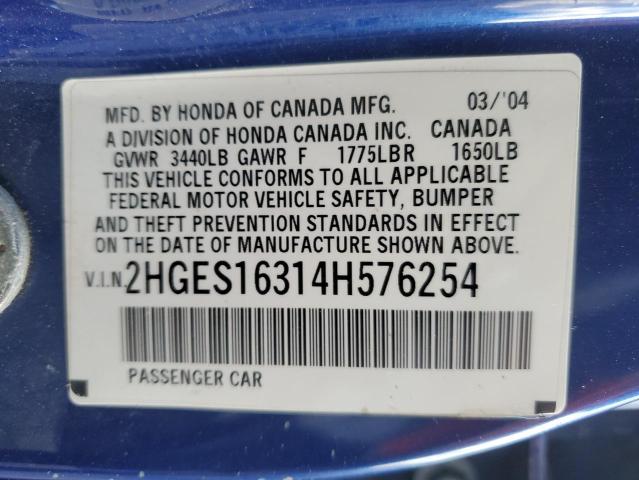 MFD. BY HONDA OF CANADA MFG. 03/'04
A DIVISION OF HONDA CANADA INC. CANADA
GVWR 3440LB GAWR F 1775LBR 1650LB
THIS VEHICLE CONFORMS TO ALL APPLICABLE
FEDERAL MOTOR VEHICLE SAFETY, BUMPER
AND THEFT PREVENTION STANDARDS IN EFFECT
ON THE DATE OF MANUFACTURE SHOWN ABOVE.
V.I.N. 2HGES16314H576254
PASSENGER CAR